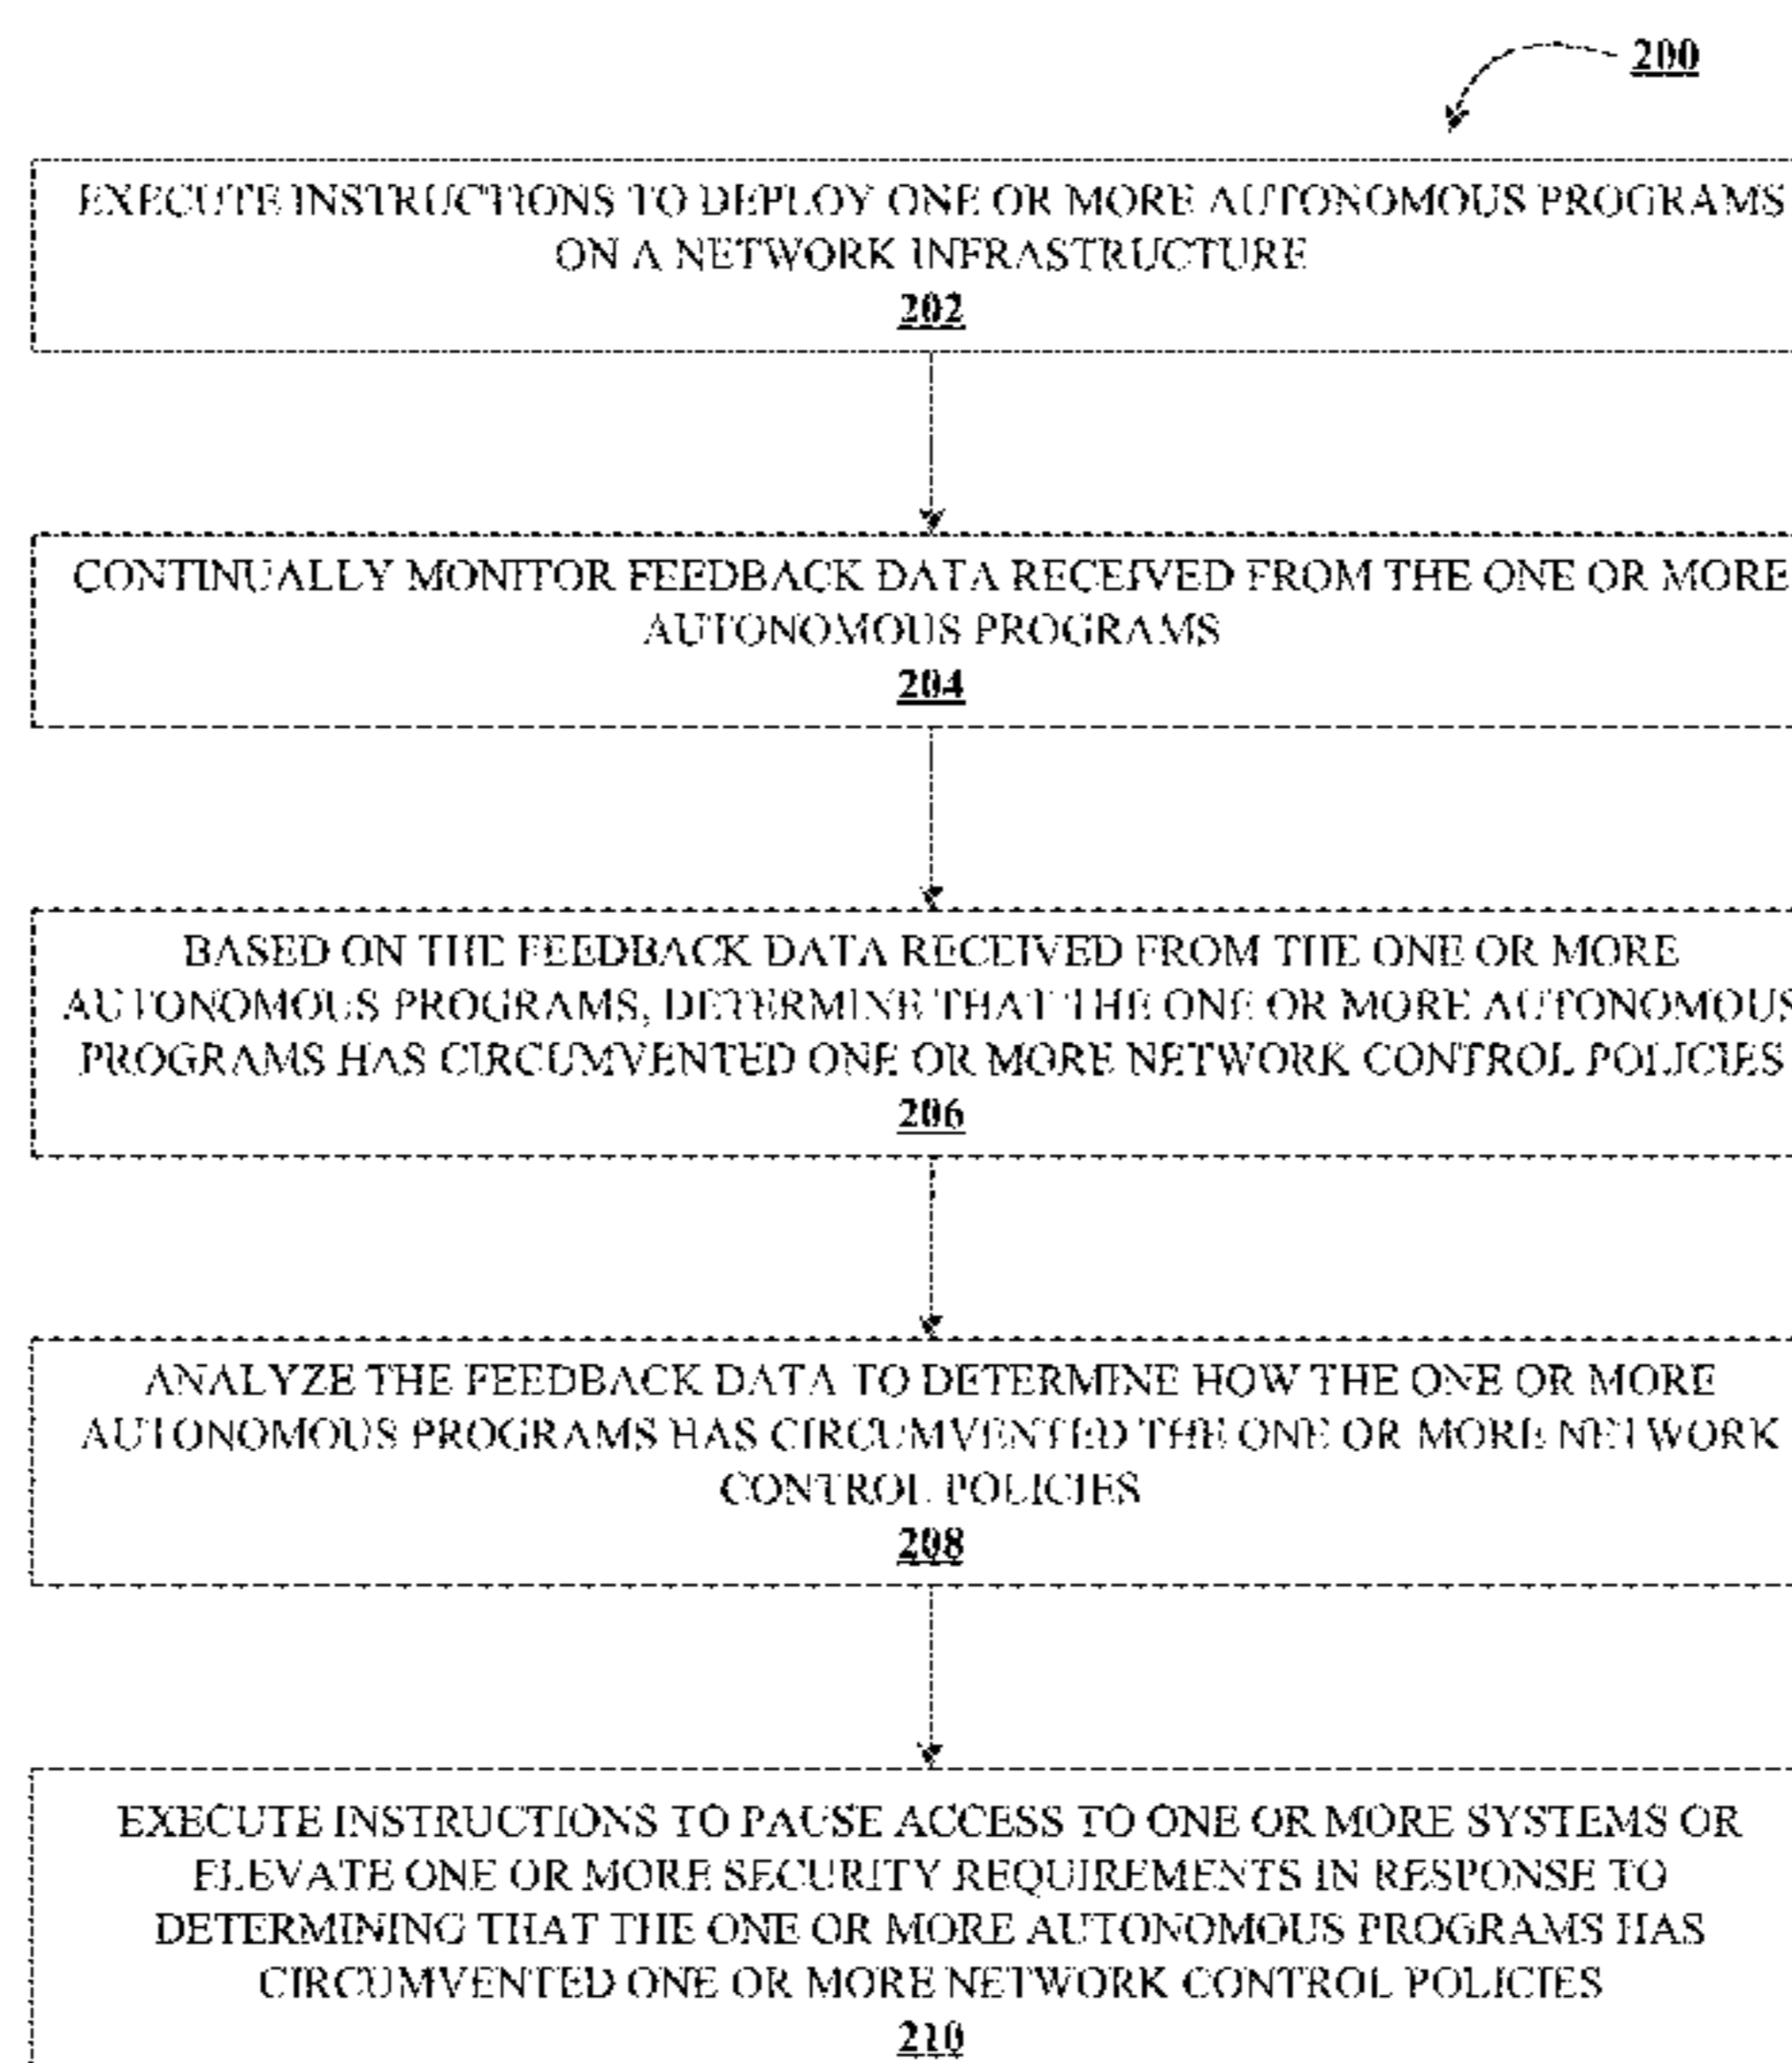 200
EXECUTE INSTRUCTIONS TO DEPLOY ONE OR MORE AUTONOMOUS PROGRAMS
ON A NETWORK INFRASTRUCTURE
202
CONTINUALLY MONITOR FEEDBACK DATA RECEIVED FROM THE ONE OR MORE
AUTONOMOUS PROGRAMS
204
BASED ON THE FEEDBACK DATA RECEIVED FROM THE ONE OR MORE
AUTONOMOUS PROGRAMS, DETERMINE THAT THE ONE OR MORE AUTONOMOUS
PROGRAMS HAS CIRCUMVENTED ONE OR MORE NETWORK CONTROL POLICIES
206
ANALYZE THE FEEDBACK DATA TO DETERMINE HOW THE ONE OR MORE
AUTONOMOUS PROGRAMS HAS CIRCUMVENTED THE ONE OR MORE NETWORK
CONTROL POLICIES
208
EXECUTE INSTRUCTIONS TO PAUSE ACCESS TO ONE OR MORE SYSTEMS OR
ELEVATE ONE OR MORE SECURITY REQUIREMENTS IN RESPONSE TO
DETERMINING THAT THE ONE OR MORE AUTONOMOUS PROGRAMS HAS
CIRCUMVENTED ONE OR MORE NETWORK CONTROL POLICIES
210